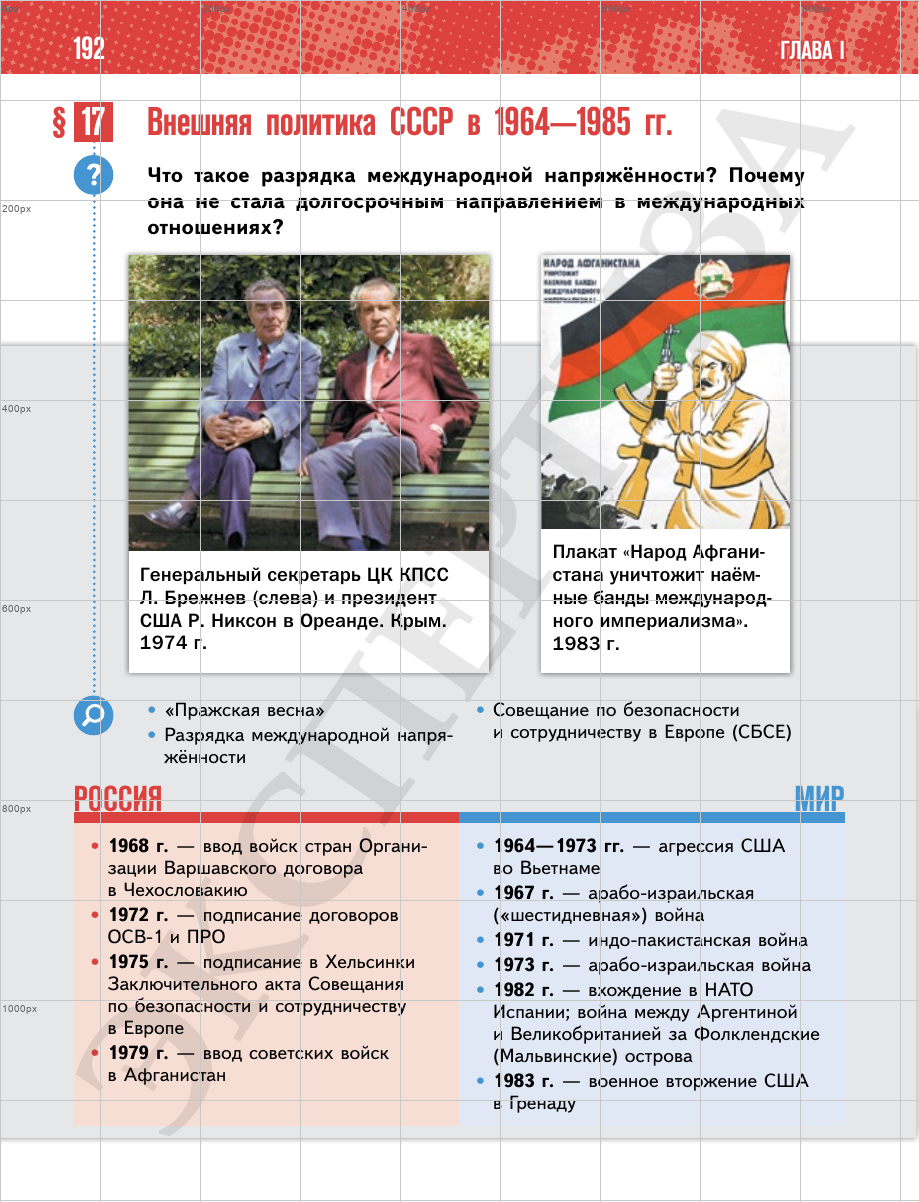 192
ГЛАВА I
§ 17
Внешняя политика СССР в 1964—1985 гг.
?
Что такое разрядка международной напряжённости? Почему
она не стала долгосрочным направлением в международных
отношениях?
НАРОД АФГАНИСТАНА
УНИЧТОЖИТ
НАЕМНЫЕ БАНДЫ
МЕЖДУНАРОДНОГО
Генеральный секретарь ЦК КПСС
Л. Брежнев (слева) и президент
США Р. Никсон в Ореанде. Крым.
1974 г.
Плакат «Народ Афгани-
стана уничтожит наём-
ные банды международ-
ного империализма».
1983 г.
• «Пражская весна»
• Разрядка международной напря-
жённости
• Совещание по безопасности
и сотрудничеству в Европе (СБСЕ)
РОССИЯ
• 1968 г. — ввод войск стран Органи-
зации Варшавского договора
в Чехословакию
• 1972 г. — подписание договоров
ОСВ-1 и ПРО
• 1975 г. — подписание в Хельсинки
Заключительного акта Совещания
по безопасности и сотрудничеству
в Европе
• 1979 г. — ввод советских войск
в Афганистан
МИР
• 1964—1973 гг. — агрессия США
во Вьетнаме
• 1967 г. — арабо-израильская
(«шестидневная») война
• 1971 г. — индо-пакистанская война
• 1973 г. — арабо-израильская война
• 1982 г. — вхождение в НАТО
Испании; война между Аргентиной
и Великобританией за Фолклендские
(Мальвинские) острова
• 1983 г. — военное вторжение США
в Гренаду
ЭКСПЕРТИЗА
200px
400px
600px
800px
1000px